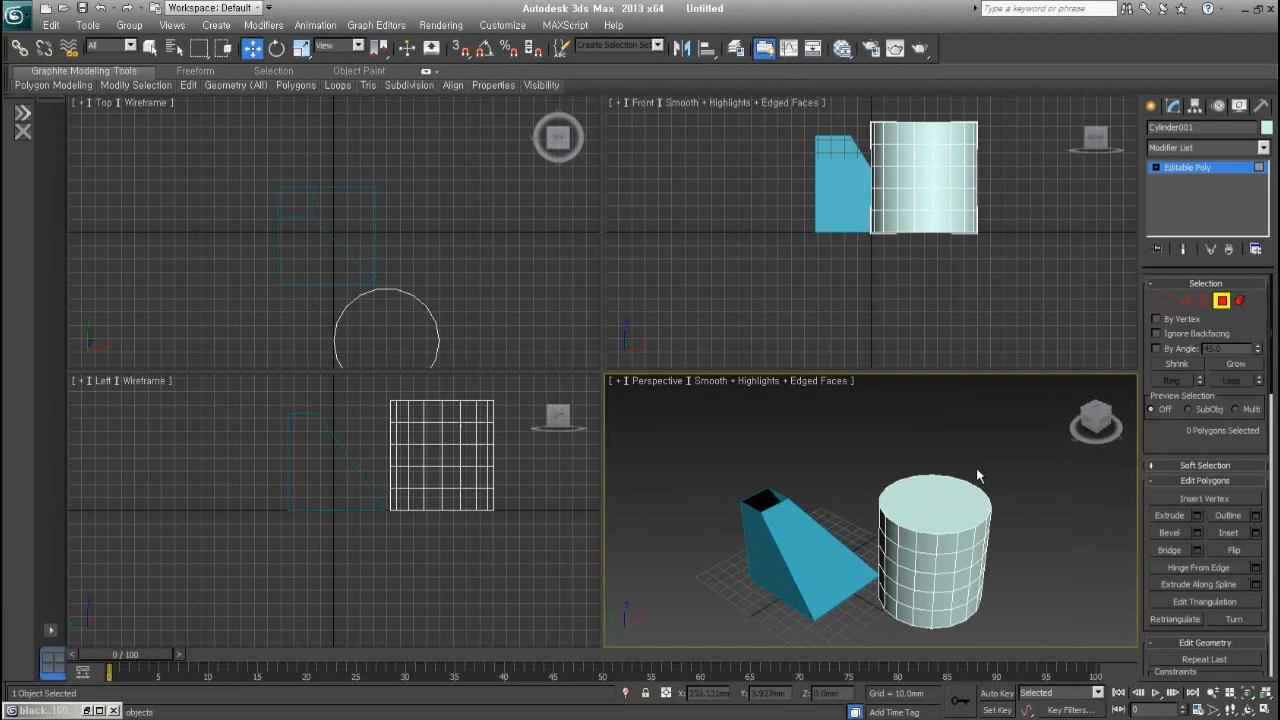 Workspace: Default
Autodesk 3ds Max 2013 x64 Untitled
Type a keyword or phrase
Edit Tools Group Views Create Modifiers Animation Graph Editors Rendering Customize MAXScript Help
All View Create Selection Set
Graphite Modeling Tools Freeform Selection Object Paint
Polygon Modeling Modify Selection Edit Geometry (All) Polygons Loops Tris Subdivision Align Properties Visibility
[ + ] Top ] Wireframe ]
[ + ] Front ] Smooth + Highlights + Edged Faces ]
[ + ] Left ] Wireframe ]
[ + ] Perspective ] Smooth + Highlights + Edged Faces ]
Cylinder001
Modifier List
Editable Poly
Selection
By Vertex
Ignore Backfacing
By Angle: 45.0
Shrink Grow
Ring Loop
Preview Selection
Off SubObj Multi
0 Polygons Selected
Soft Selection
Edit Polygons
Insert Vertex
Extrude Outline
Bevel Inset
Bridge Flip
Hinge From Edge
Extrude Along Spline
Edit Triangulation
Retriangulate Turn
Edit Geometry
Repeat Last
Constraints
0 / 100
0 5 10 15 20 25 30 35 40 45 50 55 60 65 70 75 80 85 90 95 100
1 Object Selected
X: Y: 3.927mm Z: 0.0mm Grid = 10.0mm
Auto Key Selected
objects
Add Time Tag
Set Key Key Filters... 0